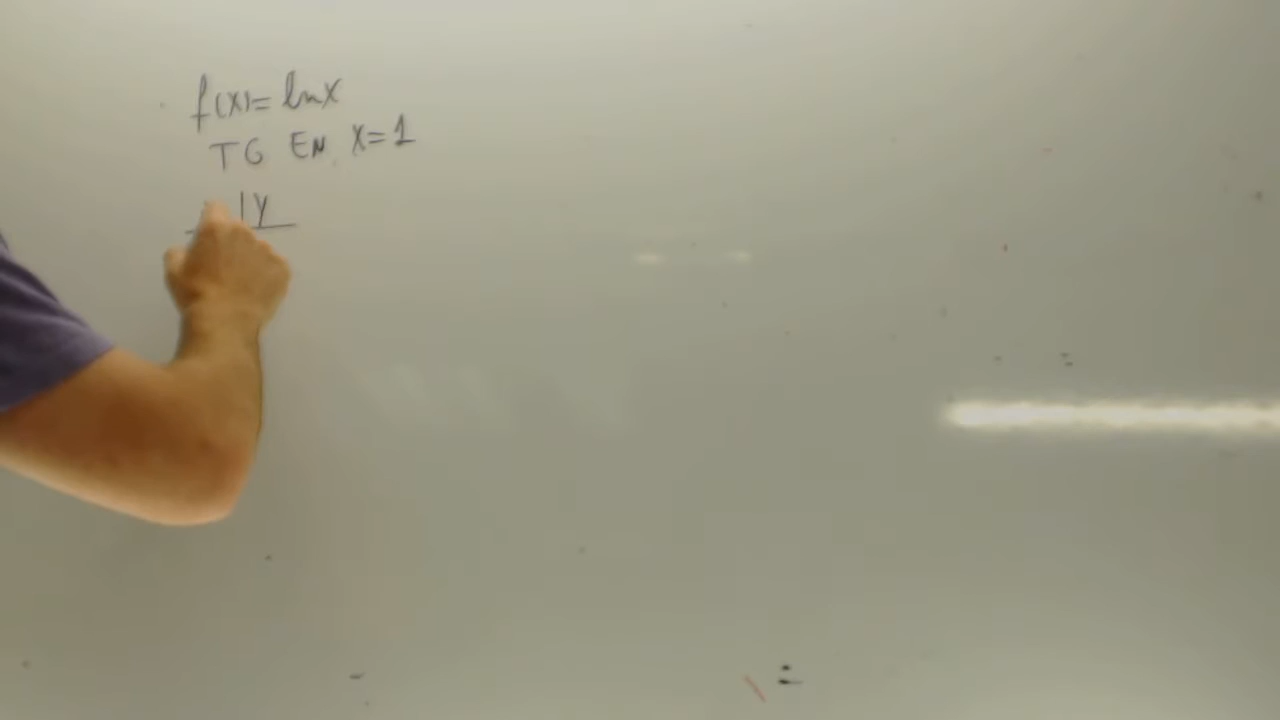 f(x)= ln x
TG EN X=1
y